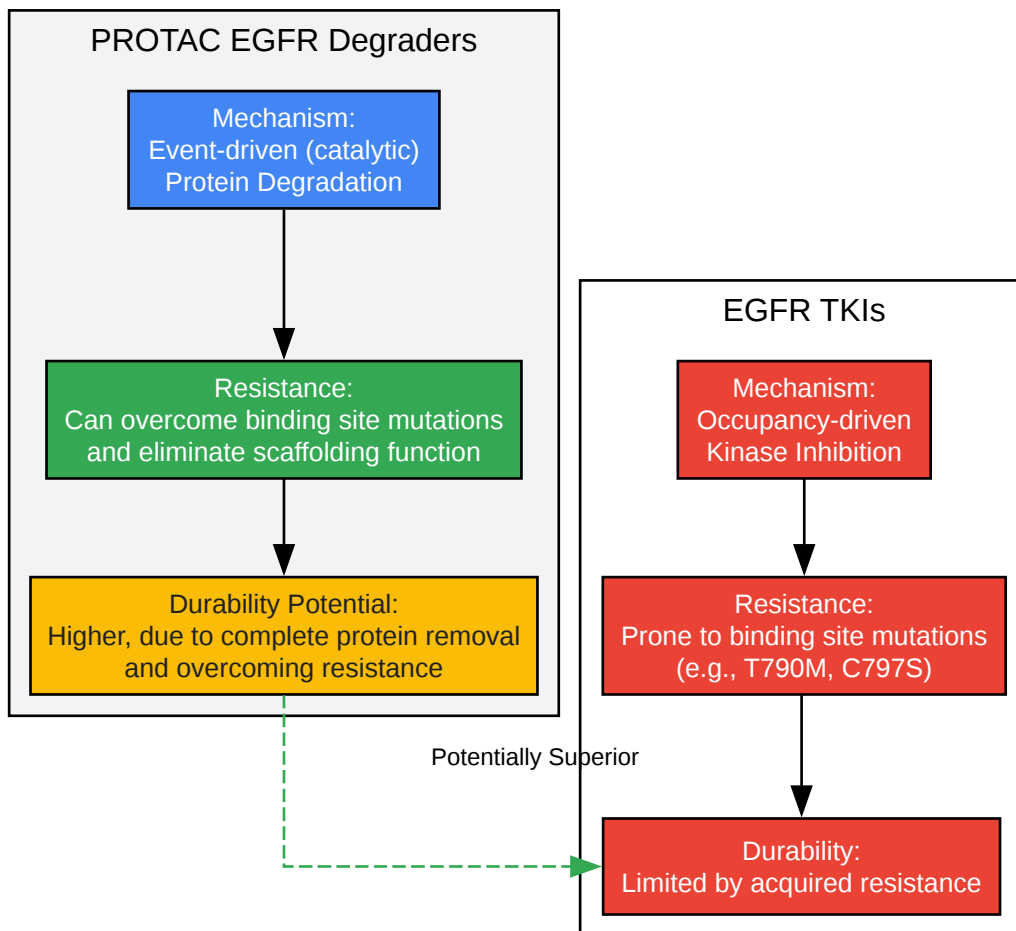 PROTAC EGFR Degraders
Mechanism:
Event-driven (catalytic)
Protein Degradation
Resistance:
Can overcome binding site mutations
and eliminate scaffolding function
Durability Potential:
Higher, due to complete protein removal
and overcoming resistance
Potentially Superior
EGFR TKIs
Mechanism:
Occupancy-driven
Kinase Inhibition
Resistance:
Prone to binding site mutations
(e.g., T790M, C797S)
Durability:
Limited by acquired resistance